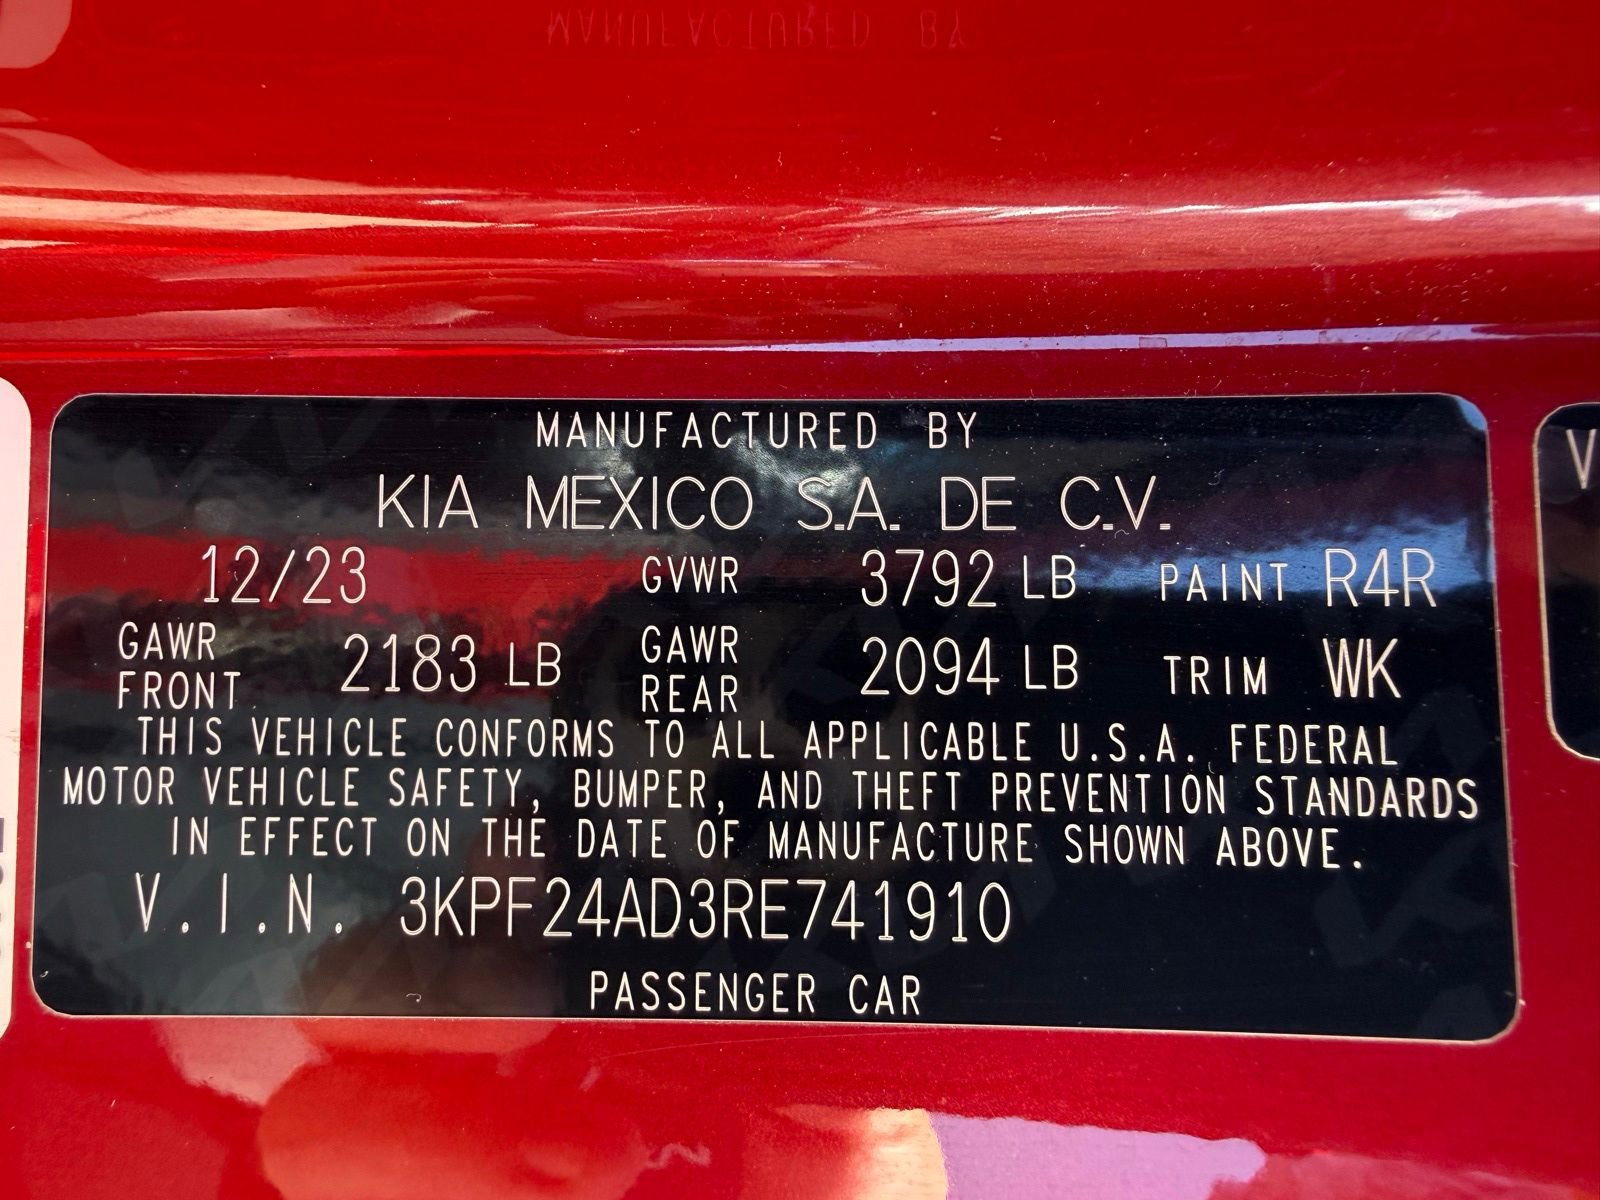 MANUFACTURED BY
KIA MEXICO S.A. DE C.V.
12/23 GVWR 3792 LB PAINT R4R
GAWR FRONT 2183 LB GAWR REAR 2094 LB TRIM WK
THIS VEHICLE CONFORMS TO ALL APPLICABLE U.S.A. FEDERAL
MOTOR VEHICLE SAFETY, BUMPER, AND THEFT PREVENTION STANDARDS
IN EFFECT ON THE DATE OF MANUFACTURE SHOWN ABOVE.
V.I.N. 3KPF24AD3RE741910
PASSENGER CAR